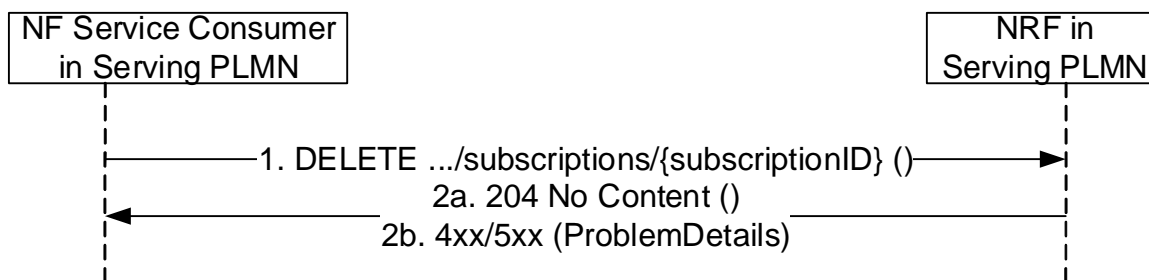 NF Service Consumer
in Serving PLMN
NRF in
Serving PLMN
1. DELETE .../subscriptions/{subscriptionID} ()
2a. 204 No Content ()
2b. 4xx/5xx (ProblemDetails)